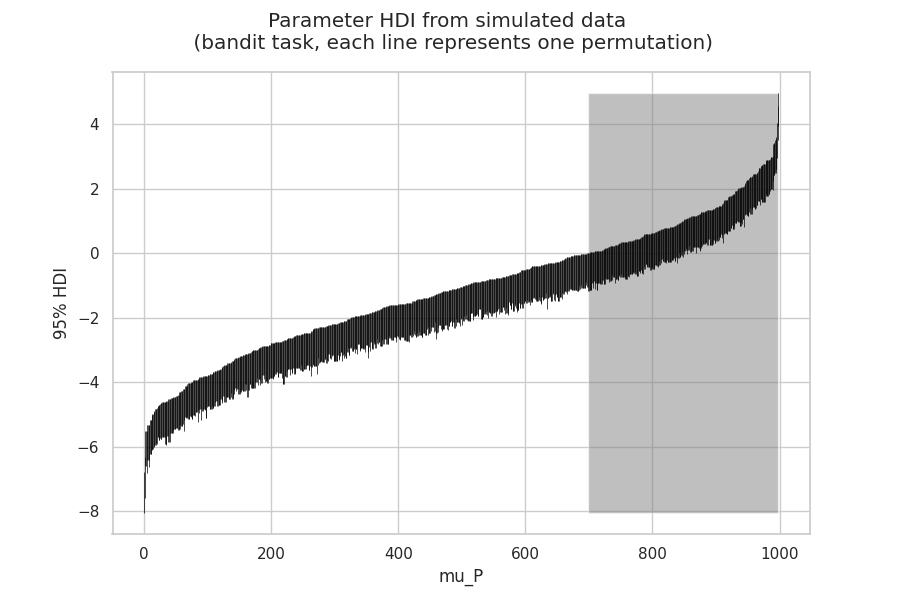 Parameter HDI from simulated data
(bandit task, each line represents one permutation)
4
2
0
−2
−4
−6
−8
95% HDI
0 200 400 600 800 1000
mu_P